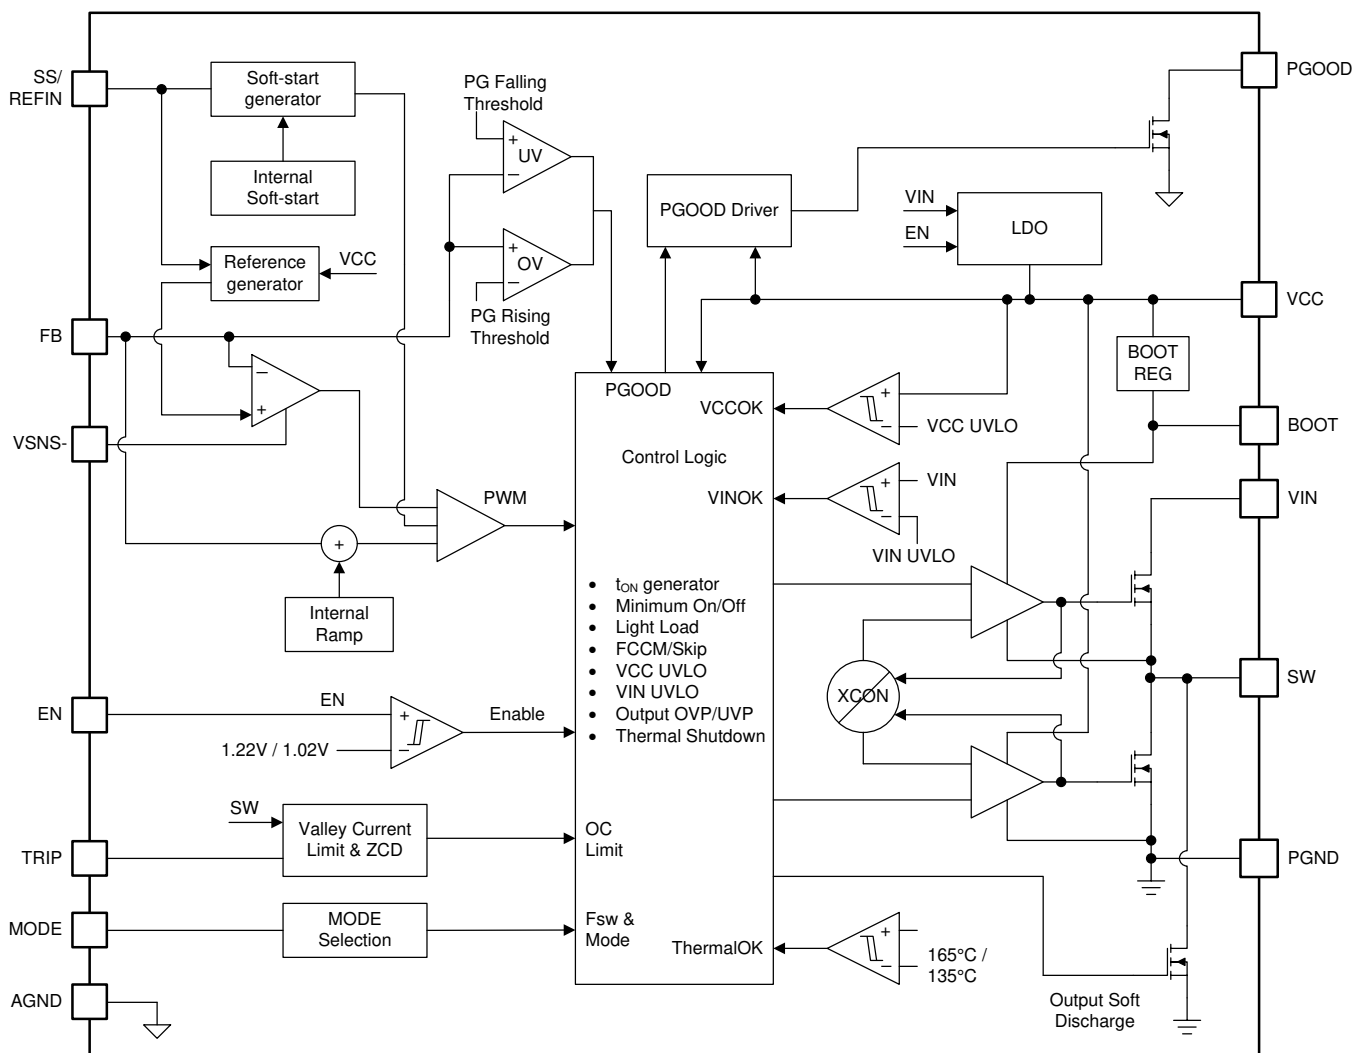 SS/
REFIN
Soft-start
generator
Internal
Soft-start
Reference
generator
VCC
PG Falling
Threshold
+
UV
−
+
OV
−
PG Rising
Threshold
PGOOD Driver
VIN
EN
LDO
PGOOD
VCC
BOOT
REG
BOOT
VIN
SW
PGND
FB
−
+
VSNS-
PWM
+
Internal
Ramp
EN
EN
1.22V / 1.02V
+
−
Enable
SW
TRIP
Valley Current
Limit & ZCD
MODE
MODE
Selection
AGND
PGOOD
VCCOK
Control Logic
VINOK
• tON generator
• Minimum On/Off
• Light Load
• FCCM/Skip
• VCC UVLO
• VIN UVLO
• Output OVP/UVP
• Thermal Shutdown
OC
Limit
Fsw &
Mode
ThermalOK
+
−
VCC UVLO
+
−
VIN
VIN UVLO
XCON
+
−
165°C /
135°C
Output Soft
Discharge